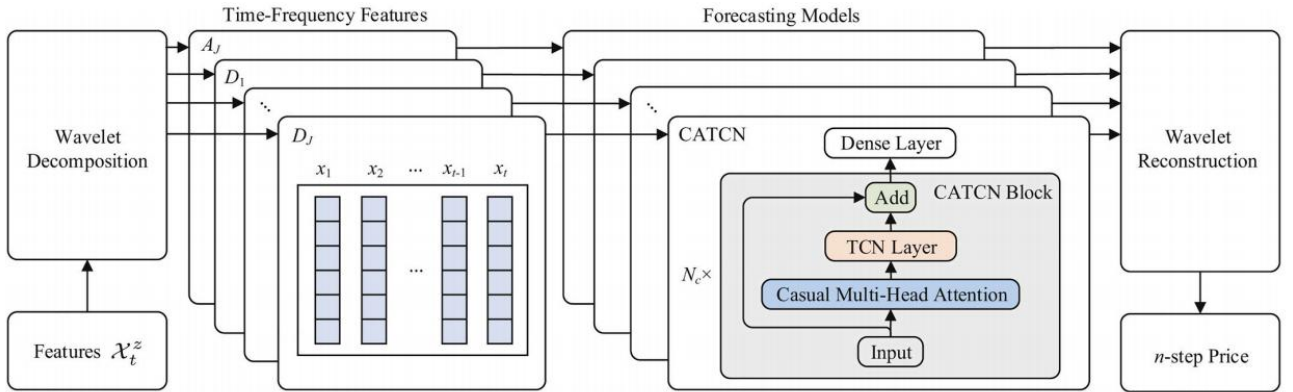 Time-Frequency Features
Forecasting Models
A_J
D_1
⋱
D_J
x_1 x_2 ... x_{t-1} x_t
...
Wavelet
Decomposition
Features 𝒳_t^z
⋱
CATCN
Dense Layer
CATCN Block
Add
TCN Layer
N_c×
Casual Multi-Head Attention
Input
Wavelet
Reconstruction
n-step Price